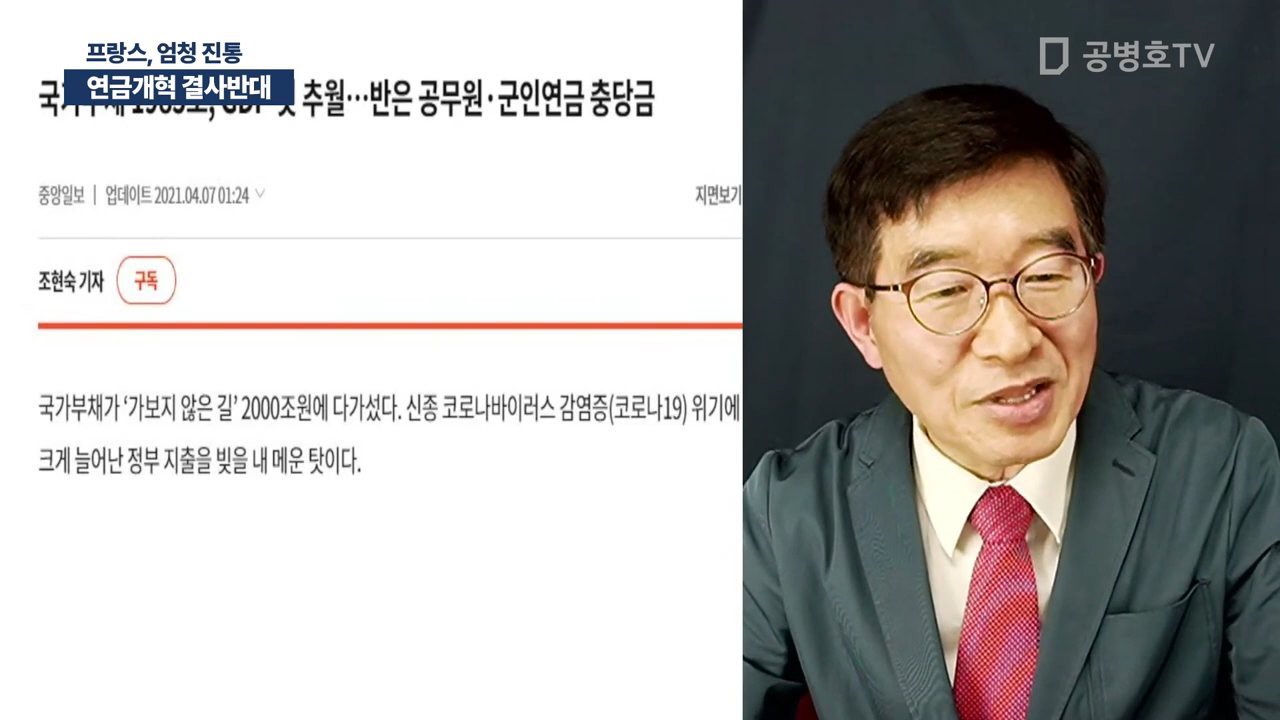 프랑스, 엄청 진통
연금개혁 결사반대
공병호TV
추월…반은 공무원·군인연금 충당금
중앙일보 | 업데이트 2021.04.07 01:24
지면보기
조현숙 기자
구독
국가부채가 ‘가보지 않은 길’ 2000조원에 다가섰다. 신종 코로나바이러스 감염증(코로나19) 위기에
크게 늘어난 정부 지출을 빚을 내 메운 탓이다.